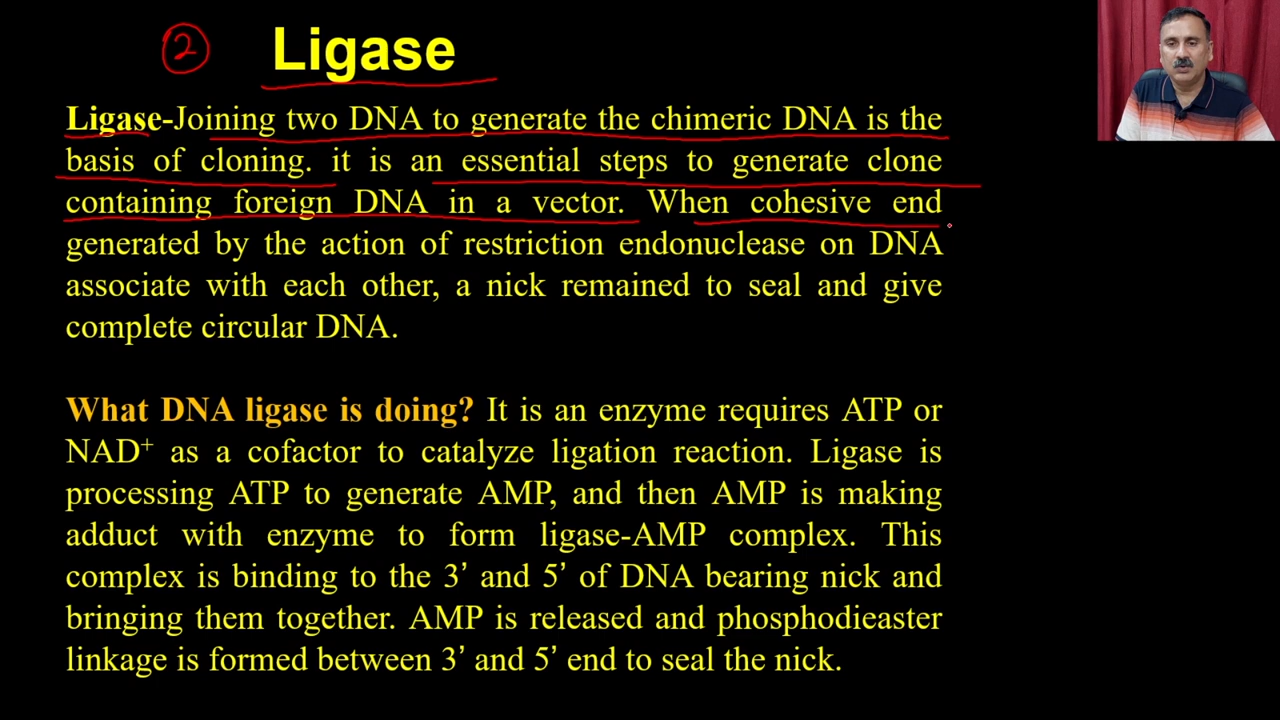 2 Ligase
Ligase-Joining two DNA to generate the chimeric DNA is the
basis of cloning. it is an essential steps to generate clone
containing foreign DNA in a vector. When cohesive end
generated by the action of restriction endonuclease on DNA
associate with each other, a nick remained to seal and give
complete circular DNA.
What DNA ligase is doing? It is an enzyme requires ATP or
NAD⁺ as a cofactor to catalyze ligation reaction. Ligase is
processing ATP to generate AMP, and then AMP is making
adduct with enzyme to form ligase-AMP complex. This
complex is binding to the 3’ and 5’ of DNA bearing nick and
bringing them together. AMP is released and phosphodieaster
linkage is formed between 3’ and 5’ end to seal the nick.